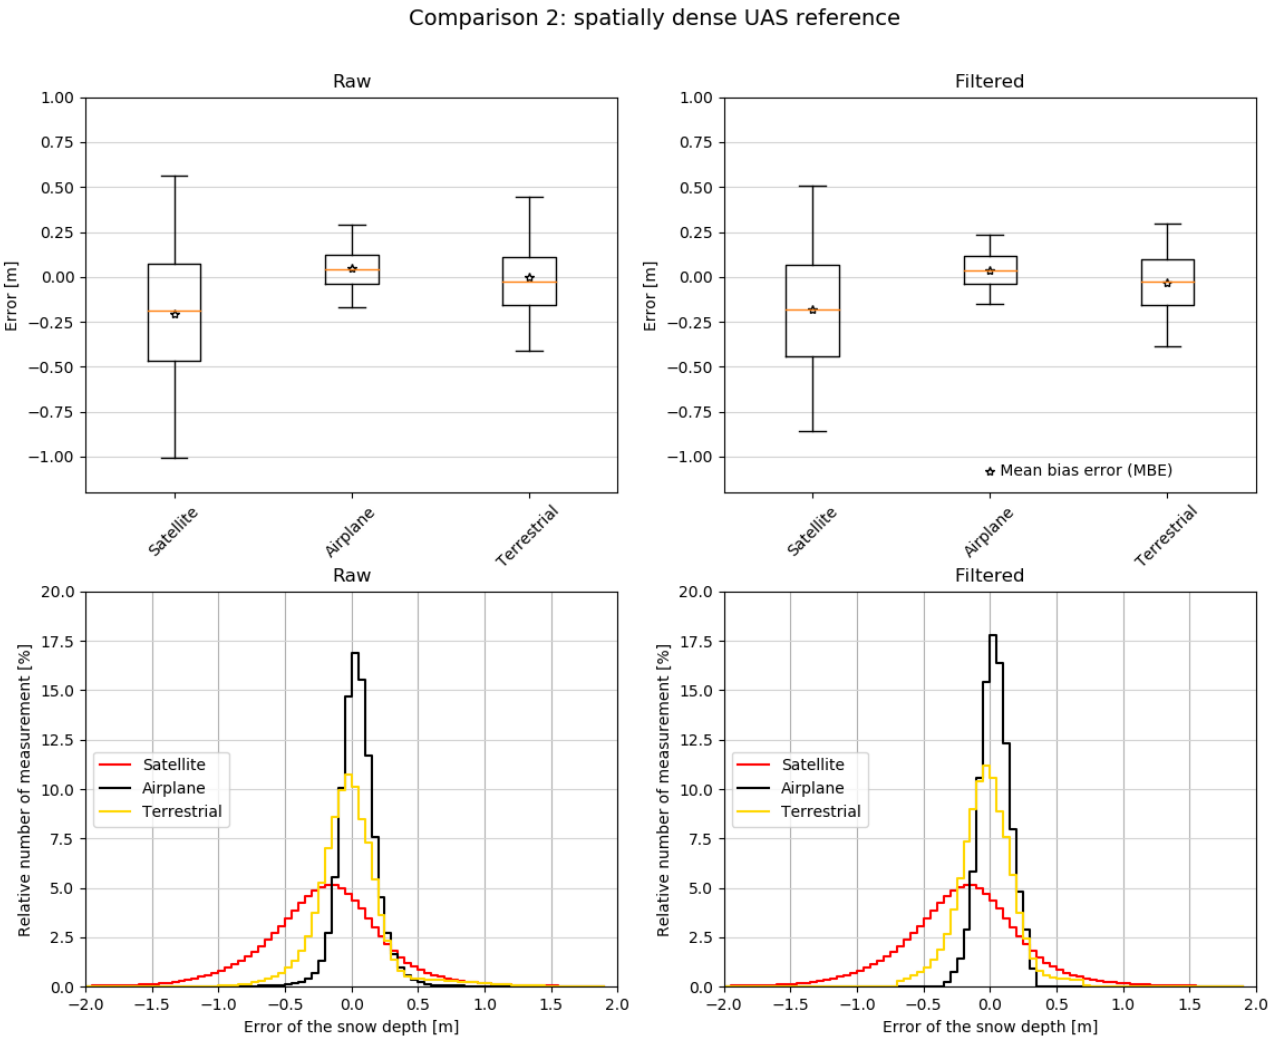 Comparison 2: spatially dense UAS reference
Raw
1.00
0.75
0.50
0.25
0.00
−0.25
−0.50
−0.75
−1.00
Error [m]
Satellite
Airplane
Terrestrial
Filtered
1.00
0.75
0.50
0.25
0.00
−0.25
−0.50
−0.75
−1.00
Error [m]
Mean bias error (MBE)
Satellite
Airplane
Terrestrial
Raw
20.0
17.5
15.0
12.5
10.0
7.5
5.0
2.5
0.0
Relative number of measurement [%]
Satellite
Airplane
Terrestrial
−2.0 −1.5 −1.0 −0.5 0.0 0.5 1.0 1.5 2.0
Error of the snow depth [m]
Filtered
20.0
17.5
15.0
12.5
10.0
7.5
5.0
2.5
0.0
Relative number of measurement [%]
Satellite
Airplane
Terrestrial
−2.0 −1.5 −1.0 −0.5 0.0 0.5 1.0 1.5 2.0
Error of the snow depth [m]